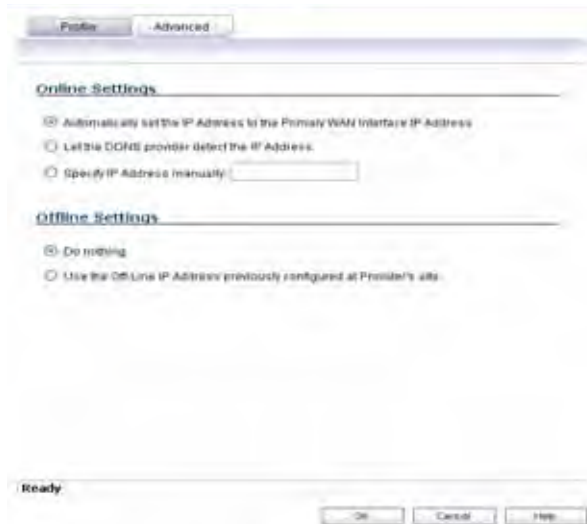 Profile Advanced
Online Settings
Automatically set the IP Address to the Primary WAN Interface IP Address
Let the DDNS provider detect the IP Address
Specify IP Address manually
Offline Settings
Do nothing
Use the Off-Line IP Address previously configured at Provider's site
Ready
OK Cancel Help